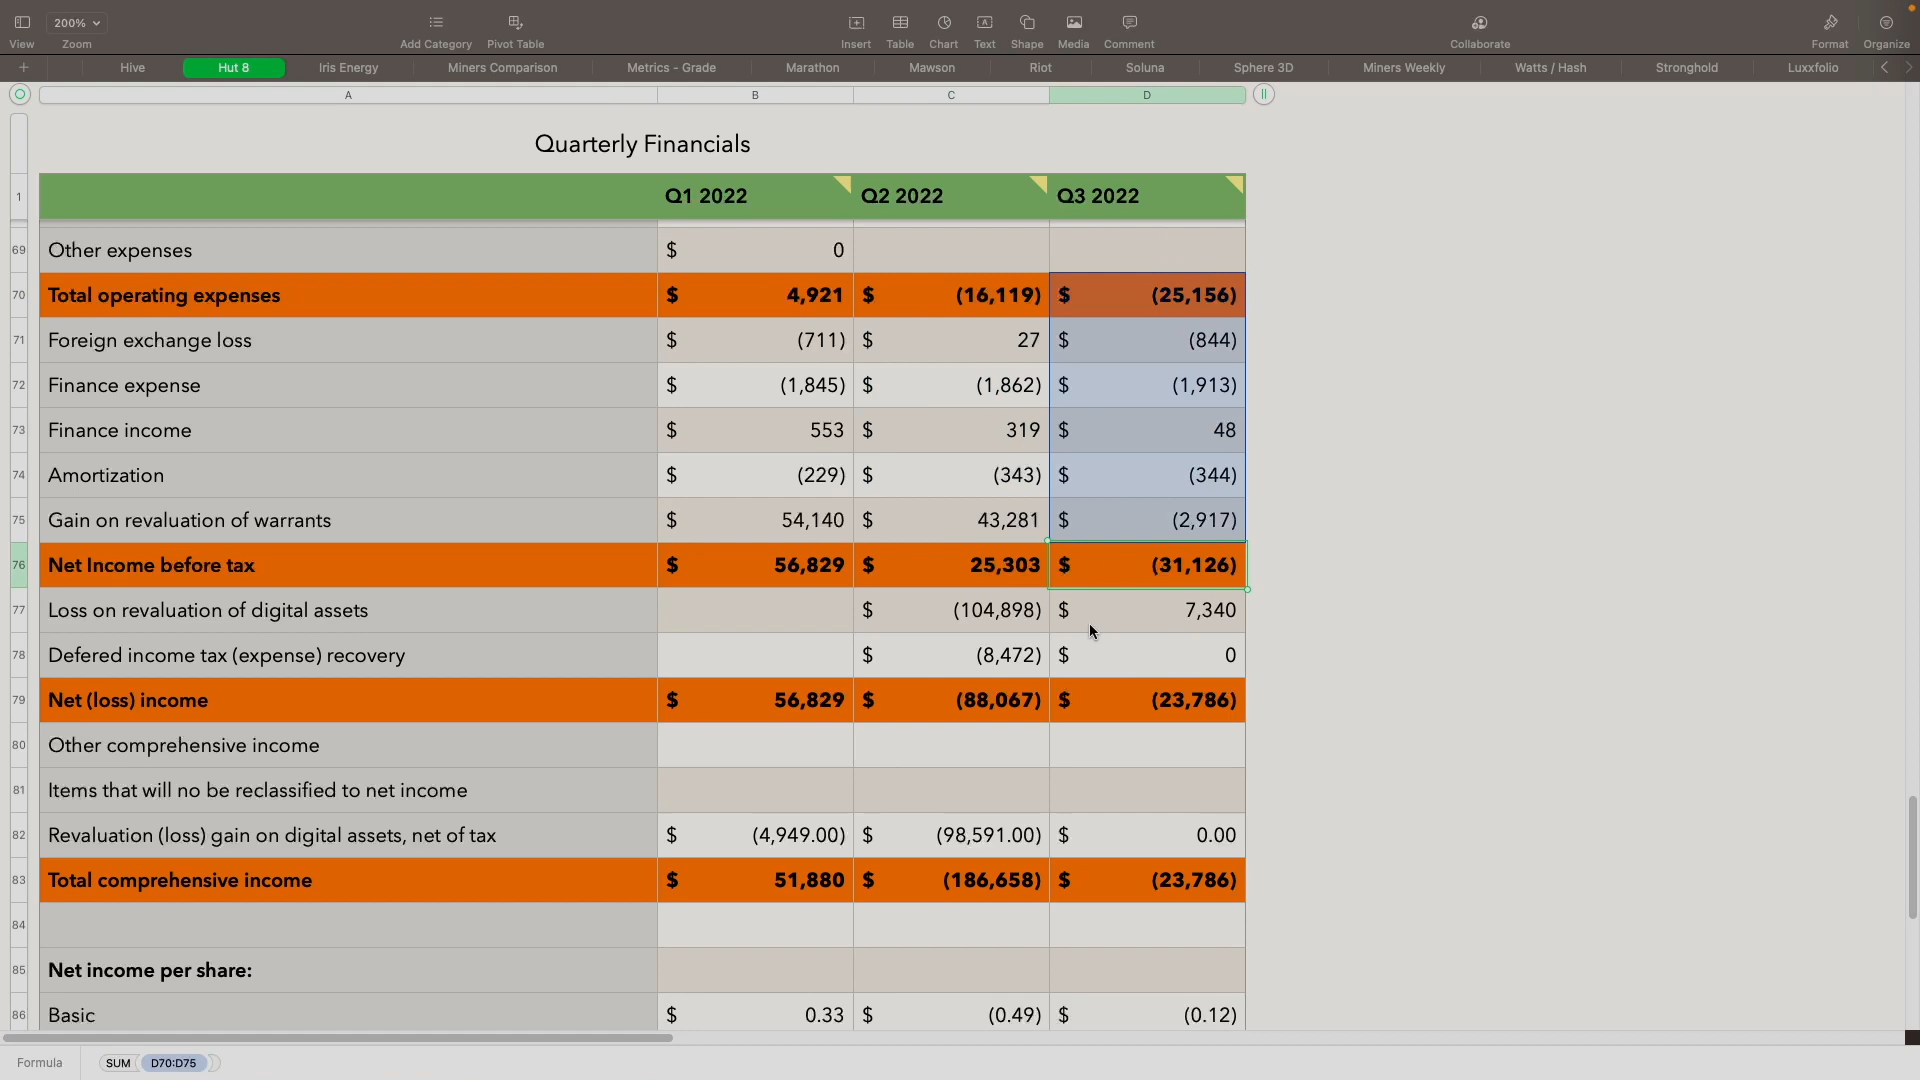 200%
View Zoom Add Category Pivot Table Insert Table Chart Text Shape Media Comment Collaborate Format Organize
Hive Hut 8 Iris Energy Miners Comparison Metrics - Grade Marathon Mawson Riot Soluna Sphere 3D Miners Weekly Watts / Hash Stronghold Luxxfolio
A B C D
Quarterly Financials
1 Q1 2022 Q2 2022 Q3 2022
69 Other expenses $ 0
70 Total operating expenses $ 4,921 $ (16,119) $ (25,156)
71 Foreign exchange loss $ (711) $ 27 $ (844)
72 Finance expense $ (1,845) $ (1,862) $ (1,913)
73 Finance income $ 553 $ 319 $ 48
74 Amortization $ (229) $ (343) $ (344)
75 Gain on revaluation of warrants $ 54,140 $ 43,281 $ (2,917)
76 Net Income before tax $ 56,829 $ 25,303 $ (31,126)
77 Loss on revaluation of digital assets $ (104,898) $ 7,340
78 Defered income tax (expense) recovery $ (8,472) $ 0
79 Net (loss) income $ 56,829 $ (88,067) $ (23,786)
80 Other comprehensive income
81 Items that will no be reclassified to net income
82 Revaluation (loss) gain on digital assets, net of tax $ (4,949.00) $ (98,591.00) $ 0.00
83 Total comprehensive income $ 51,880 $ (186,658) $ (23,786)
84
85 Net income per share:
86 Basic $ 0.33 $ (0.49) $ (0.12)
Formula SUM D70:D75